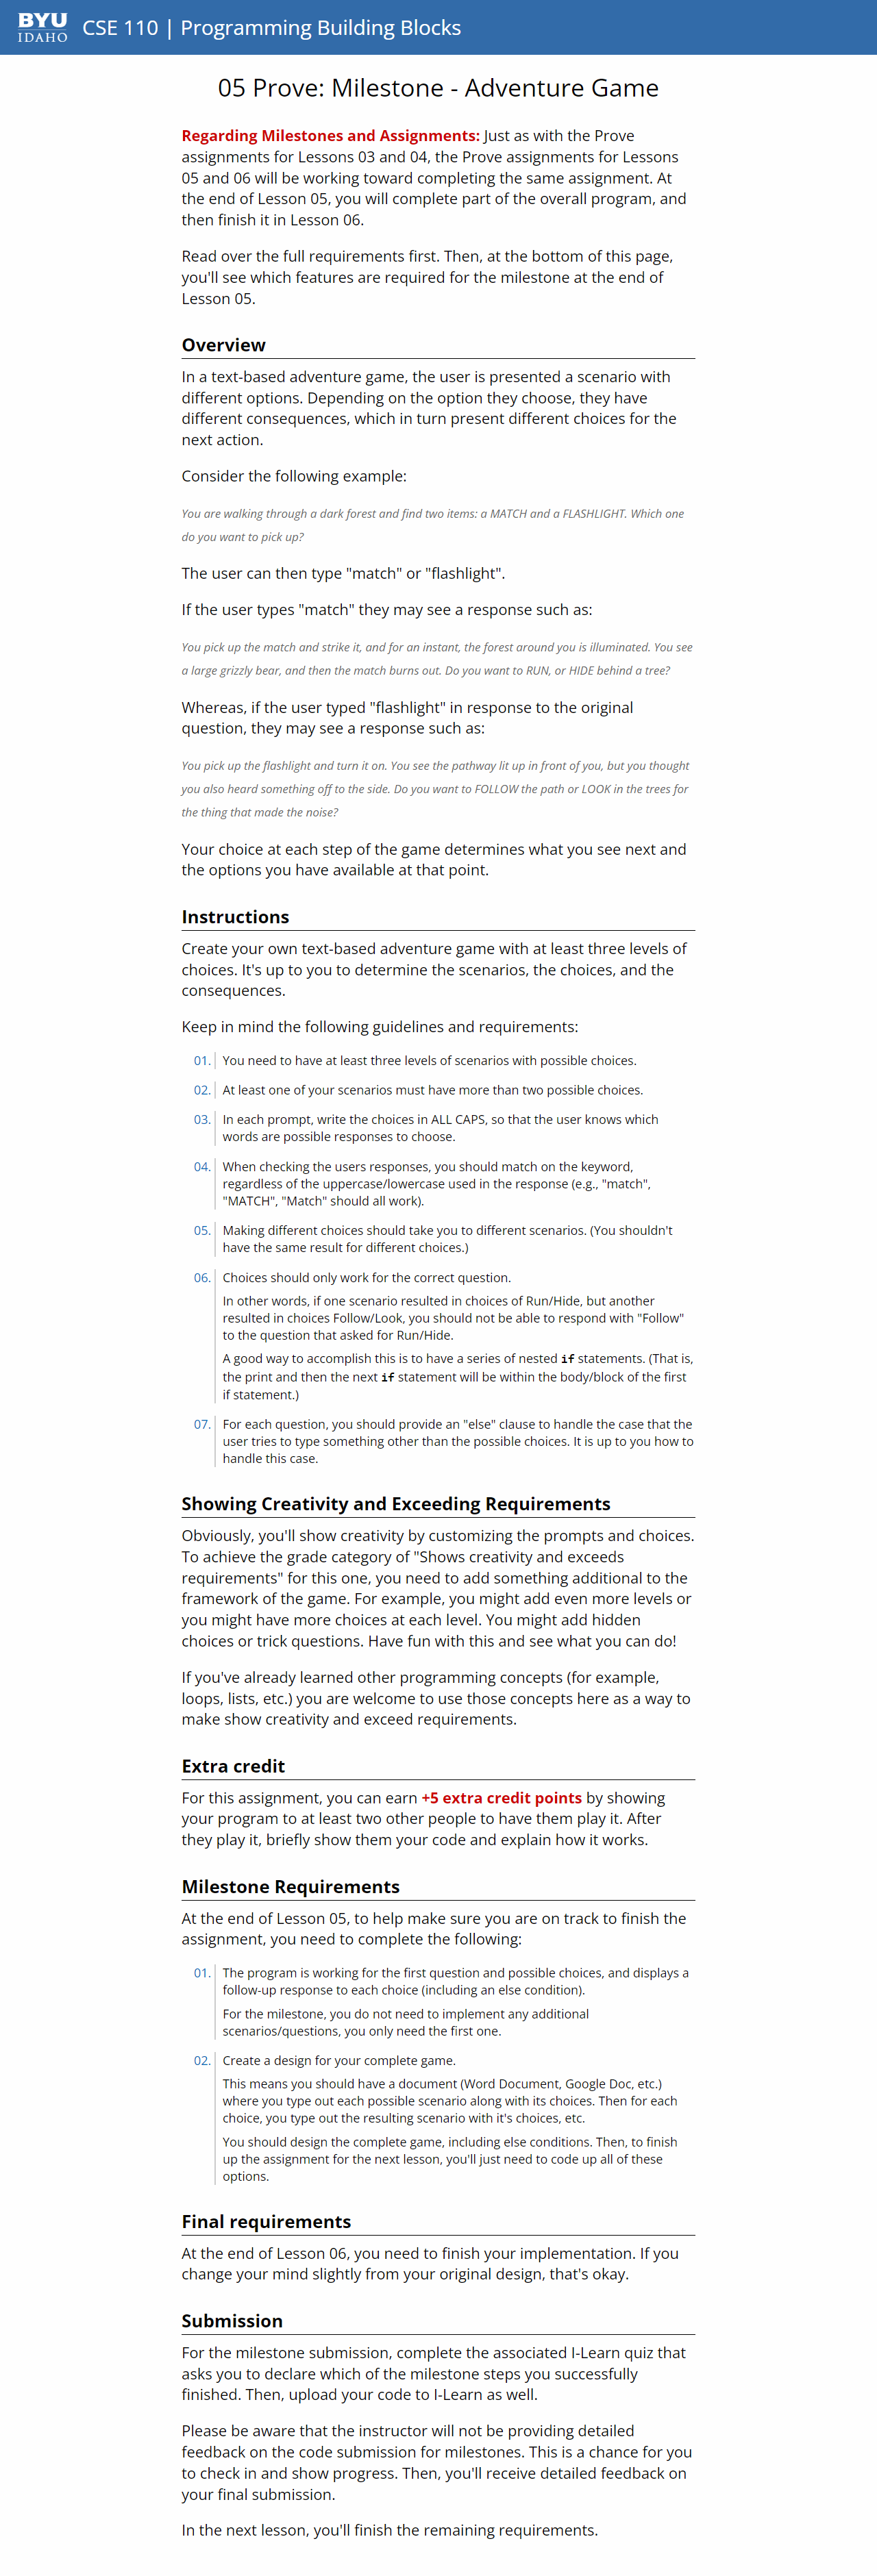 BYU
IDAHO
CSE 110 | Programming Building Blocks
05 Prove: Milestone - Adventure Game
Regarding Milestones and Assignments: Just as with the Prove
assignments for Lessons 03 and 04, the Prove assignments for Lessons
05 and 06 will be working toward completing the same assignment. At
the end of Lesson 05, you will complete part of the overall program, and
then finish it in Lesson 06.
Read over the full requirements first. Then, at the bottom of this page,
you'll see which features are required for the milestone at the end of
Lesson 05.
Overview
In a text-based adventure game, the user is presented a scenario with
different options. Depending on the option they choose, they have
different consequences, which in turn present different choices for the
next action.
Consider the following example:
You are walking through a dark forest and find two items: a MATCH and a FLASHLIGHT. Which one
do you want to pick up?
The user can then type "match" or "flashlight".
If the user types "match" they may see a response such as:
You pick up the match and strike it, and for an instant, the forest around you is illuminated. You see
a large grizzly bear, and then the match burns out. Do you want to RUN, or HIDE behind a tree?
Whereas, if the user typed "flashlight" in response to the original
question, they may see a response such as:
You pick up the flashlight and turn it on. You see the pathway lit up in front of you, but you thought
you also heard something off to the side. Do you want to FOLLOW the path or LOOK in the trees for
the thing that made the noise?
Your choice at each step of the game determines what you see next and
the options you have available at that point.
Instructions
Create your own text-based adventure game with at least three levels of
choices. It's up to you to determine the scenarios, the choices, and the
consequences.
Keep in mind the following guidelines and requirements:
01. You need to have at least three levels of scenarios with possible choices.
02. At least one of your scenarios must have more than two possible choices.
03. In each prompt, write the choices in ALL CAPS, so that the user knows which
words are possible responses to choose.
04. When checking the users responses, you should match on the keyword,
regardless of the uppercase/lowercase used in the response (e.g., "match",
"MATCH", "Match" should all work).
05. Making different choices should take you to different scenarios. (You shouldn't
have the same result for different choices.)
06. Choices should only work for the correct question.
In other words, if one scenario resulted in choices of Run/Hide, but another
resulted in choices Follow/Look, you should not be able to respond with "Follow"
to the question that asked for Run/Hide.
A good way to accomplish this is to have a series of nested if statements. (That is,
the print and then the next if statement will be within the body/block of the first
if statement.)
07. For each question, you should provide an "else" clause to handle the case that the
user tries to type something other than the possible choices. It is up to you how to
handle this case.
Showing Creativity and Exceeding Requirements
Obviously, you'll show creativity by customizing the prompts and choices.
To achieve the grade category of "Shows creativity and exceeds
requirements" for this one, you need to add something additional to the
framework of the game. For example, you might add even more levels or
you might have more choices at each level. You might add hidden
choices or trick questions. Have fun with this and see what you can do!
If you've already learned other programming concepts (for example,
loops, lists, etc.) you are welcome to use those concepts here as a way to
make show creativity and exceed requirements.
Extra credit
For this assignment, you can earn +5 extra credit points by showing
your program to at least two other people to have them play it. After
they play it, briefly show them your code and explain how it works.
Milestone Requirements
At the end of Lesson 05, to help make sure you are on track to finish the
assignment, you need to complete the following:
01. The program is working for the first question and possible choices, and displays a
follow-up response to each choice (including an else condition).
For the milestone, you do not need to implement any additional
scenarios/questions, you only need the first one.
02. Create a design for your complete game.
This means you should have a document (Word Document, Google Doc, etc.)
where you type out each possible scenario along with its choices. Then for each
choice, you type out the resulting scenario with it's choices, etc.
You should design the complete game, including else conditions. Then, to finish
up the assignment for the next lesson, you'll just need to code up all of these
options.
Final requirements
At the end of Lesson 06, you need to finish your implementation. If you
change your mind slightly from your original design, that's okay.
Submission
For the milestone submission, complete the associated I-Learn quiz that
asks you to declare which of the milestone steps you successfully
finished. Then, upload your code to I-Learn as well.
Please be aware that the instructor will not be providing detailed
feedback on the code submission for milestones. This is a chance for you
to check in and show progress. Then, you'll receive detailed feedback on
your final submission.
In the next lesson, you'll finish the remaining requirements.